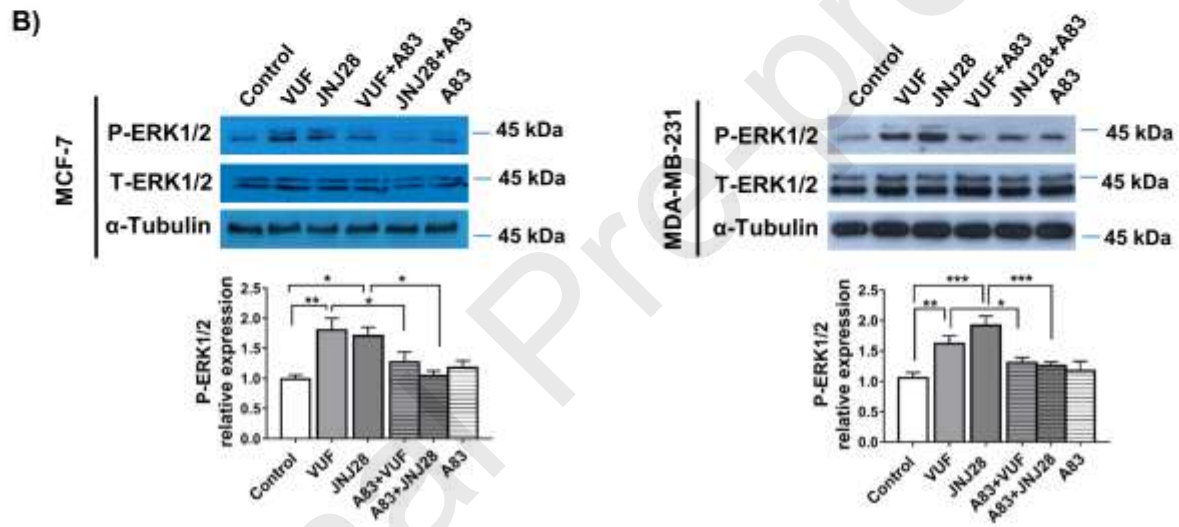 B)
Control VUF JNJ28 VUF+A83 JNJ28+A83 A83
MCF-7
P-ERK1/2 45 kDa
T-ERK1/2 45 kDa
α-Tubulin 45 kDa
P-ERK1/2
relative expression
2.5
2.0
1.5
1.0
0.5
0.0
* *
** *
Control VUF JNJ28 A83+VUF A83+JNJ28 A83
Control VUF JNJ28 VUF+A83 JNJ28+A83 A83
MDA-MB-231
P-ERK1/2 45 kDa
T-ERK1/2 45 kDa
α-Tubulin 45 kDa
P-ERK1/2
relative expression
2.5
2.0
1.5
1.0
0.5
0.0
*** ***
** *
Control VUF JNJ28 A83+VUF A83+JNJ28 A83
nal Pre-pro